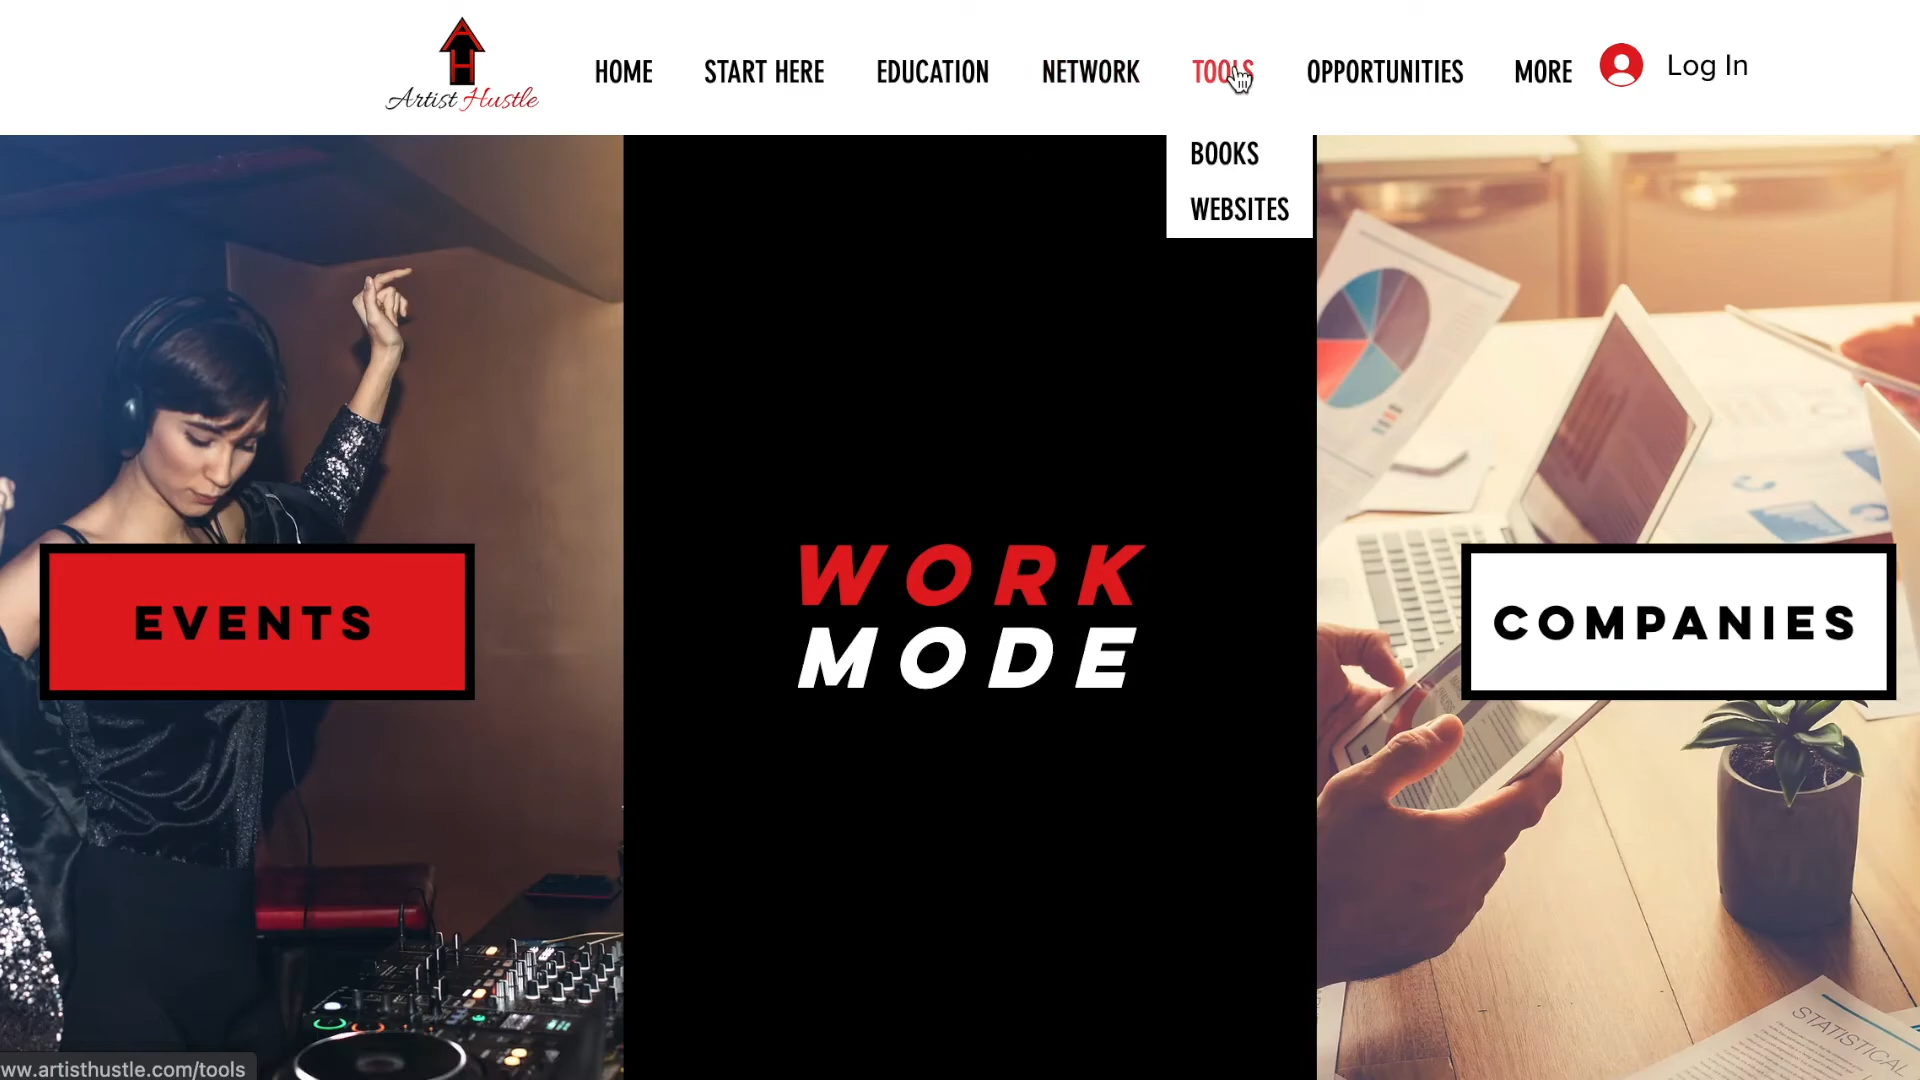 Artist Hustle
HOME
START HERE
EDUCATION
NETWORK
TOOLS
OPPORTUNITIES
MORE
Log In
BOOKS
WEBSITES
EVENTS
WORK
MODE
COMPANIES
STATISTICAL
ww.artisthustle.com/tools